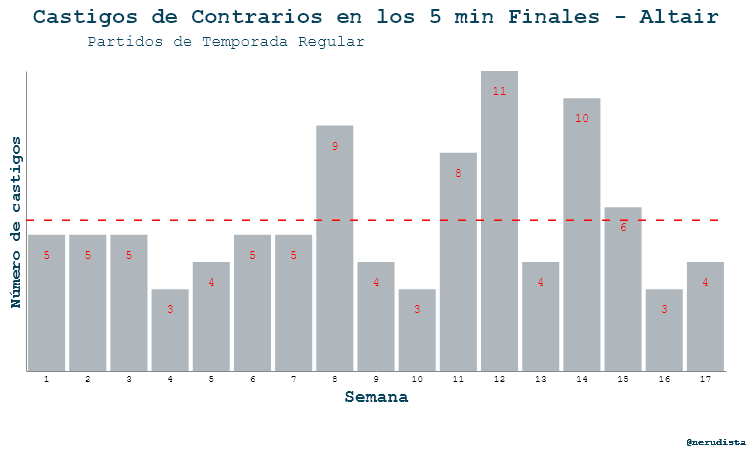 Castigos de Contrarios en los 5 min Finales - Altair
Partidos de Temporada Regular
Número de castigos
5 5 5 3 4 5 5 9 4 3 8 11 4 10 6 3 4
1 2 3 4 5 6 7 8 9 10 11 12 13 14 15 16 17
Semana
@nerudista